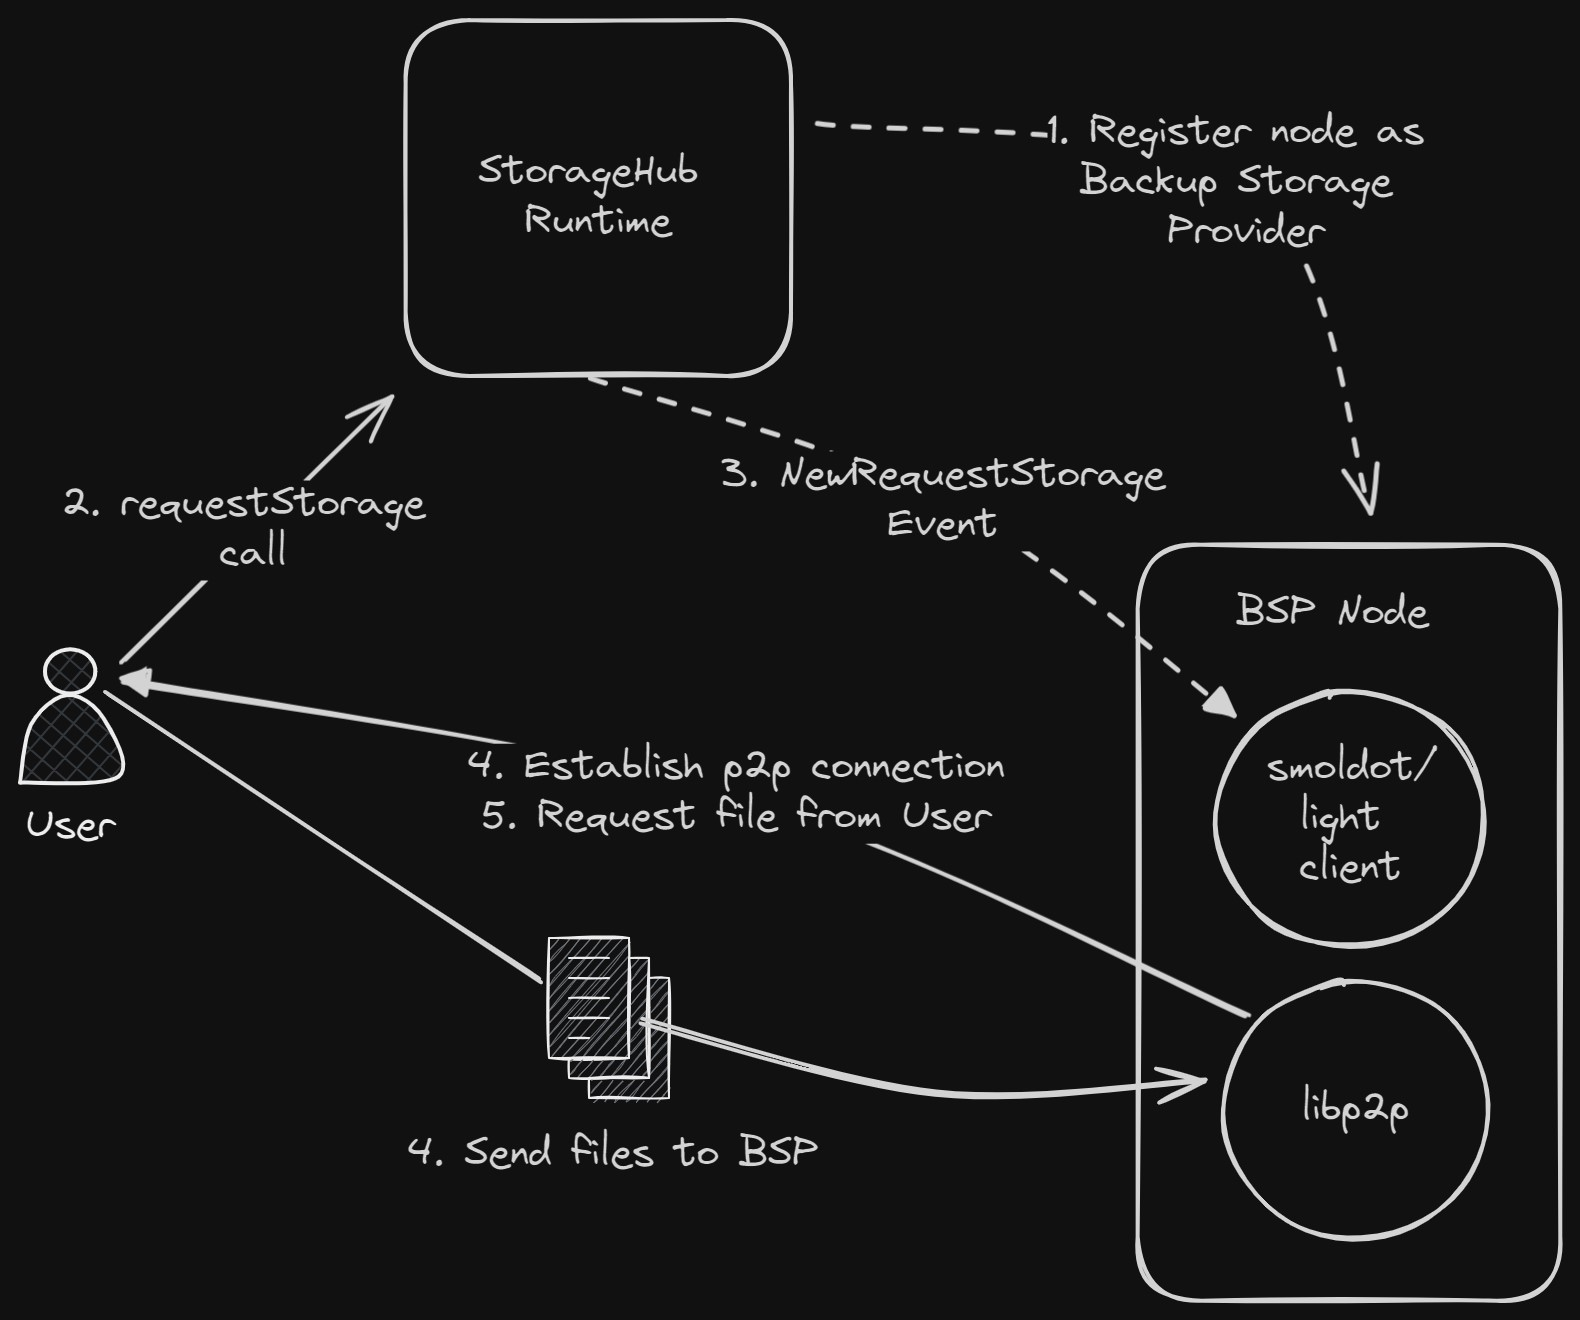 StorageHub
Runtime
1. Register node as
Backup Storage
Provider
2. requestStorage
call
3. NewRequestStorage
Event
BSP Node
smoldot/
light
client
User
4. Establish p2p connection
5. Request file from User
libp2p
4. Send files to BSP